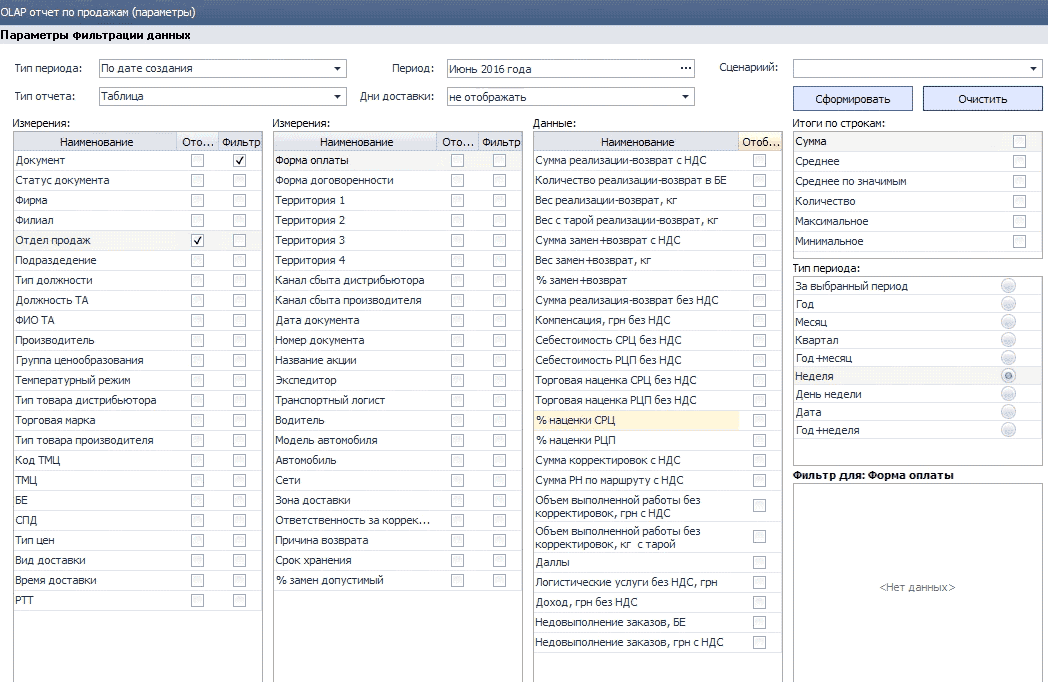 OLAP отчет по продажам (параметры)
Параметры фильтрации данных
Тип периода: По дате создания
Период: Июнь 2016 года ...
Сценариий:
Тип отчета: Таблица
Дни доставки: не отображать
Сформировать
Очистить
Измерения:
Наименование Ото... Фильтр
Документ
Статус документа
Фирма
Филиал
Отдел продаж
Подраздедение
Тип должности
Должность ТА
ФИО ТА
Производитель
Группа ценообразования
Температурный режим
Тип товара дистрибьютора
Торговая марка
Тип товара производителя
Код ТМЦ
ТМЦ
БЕ
СПД
Тип цен
Вид доставки
Время доставки
РТТ
Измерения:
Наименование Ото... Фильтр
Форма оплаты
Форма договоренности
Территория 1
Территория 2
Территория 3
Территория 4
Канал сбыта дистрибьютора
Канал сбыта производителя
Дата документа
Номер документа
Название акции
Экспедитор
Транспортный логист
Водитель
Модель автомобиля
Автомобиль
Сети
Зона доставки
Ответственность за коррек...
Причина возврата
Срок хранения
% замен допустимый
Данные:
Наименование Отоб...
Сумма реализации-возврат с НДС
Количество реализации-возврат в БЕ
Вес реализации-возврат, кг
Вес с тарой реализации-возврат, кг
Сумма замен+возврат с НДС
Вес замен+возврат, кг
% замен+возврат
Сумма реализация-возврат без НДС
Компенсация, грн без НДС
Себестоимость СРЦ без НДС
Себестоимость РЦП без НДС
Торговая наценка СРЦ без НДС
Торговая наценка РЦП без НДС
% наценки СРЦ
% наценки РЦП
Сумма корректировок с НДС
Сумма РН по маршруту с НДС
Объем выполненной работы без
корректировок, грн с НДС
Объем выполненной работы без
корректировок, кг с тарой
Даллы
Логистические услуги без НДС, грн
Доход, грн без НДС
Недовыполнение заказов, БЕ
Недовыполнение заказов, грн с НДС
Итоги по строкам:
Сумма
Среднее
Среднее по значимым
Количество
Максимальное
Минимальное
Тип периода:
За выбранный период
Год
Месяц
Квартал
Год+месяц
Неделя
День недели
Дата
Год+неделя
Фильтр для: Форма оплаты
<Нет данных>